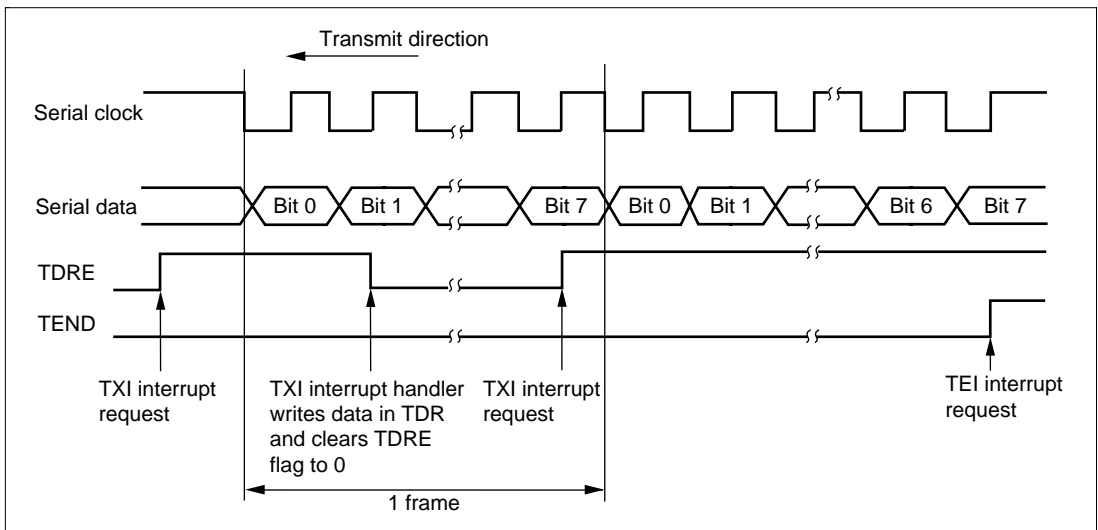 Transmit direction
Serial clock
Serial data
Bit 0
Bit 1
Bit 7
Bit 0
Bit 1
Bit 6
Bit 7
TDRE
TEND
TXI interrupt
request
TXI interrupt handler
writes data in TDR
and clears TDRE
flag to 0
TXI interrupt
request
TEI interrupt
request
1 frame